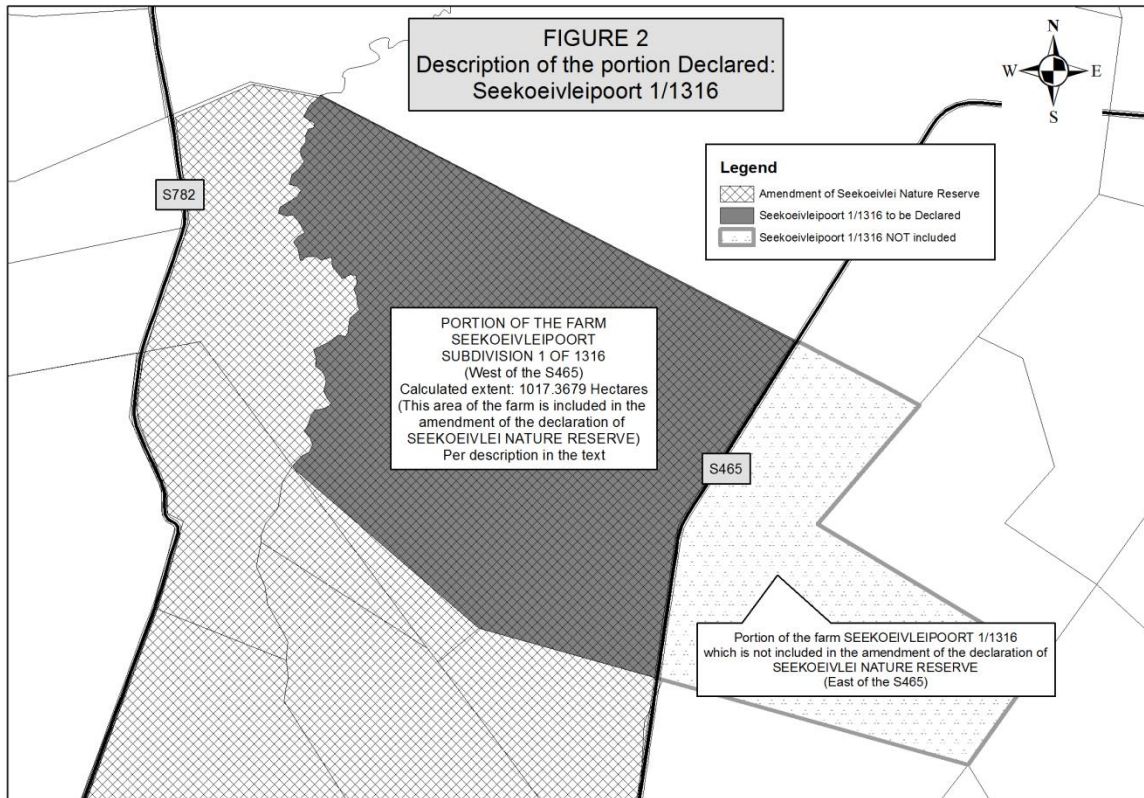 FIGURE 2
Description of the portion Declared:
Seekoeivleipoort 1/1316
N
W E
S
S782
Legend
Amendment of Seekoeivlei Nature Reserve
Seekoeivleipoort 1/1316 to be Declared
Seekoeivleipoort 1/1316 NOT included
PORTION OF THE FARM
SEEKOEIVLEIPOORT
SUBDIVISION 1 OF 1316
(West of the S465)
Calculated extent: 1017.3679 Hectares
(This area of the farm is included in the
amendment of the declaration of
SEEKOEIVLEI NATURE RESERVE)
Per description in the text
S465
Portion of the farm SEEKOEIVLEIPOORT 1/1316
which is not included in the amendment of the declaration of
SEEKOEIVLEI NATURE RESERVE
(East of the S465)